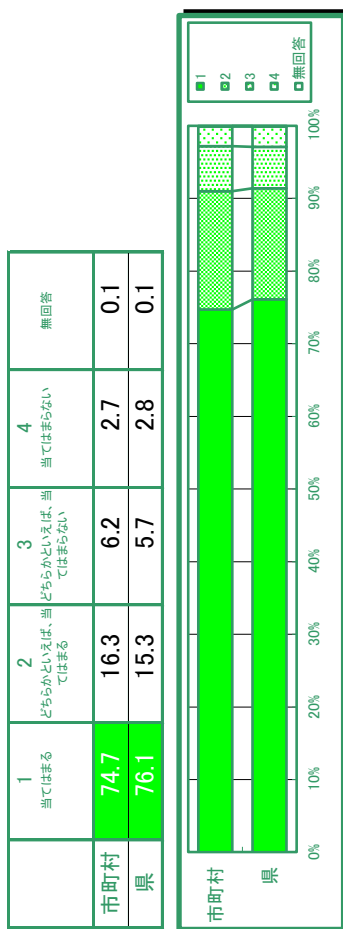 1
当てはまる
2
どちらかといえば、当
てはまる
3
どちらかといえば、当
てはまらない
4
当てはまらない
無回答
市町村 74.7 16.3 6.2 2.7 0.1
県 76.1 15.3 5.7 2.8 0.1
市町村
県
0% 10% 20% 30% 40% 50% 60% 70% 80% 90% 100%
1
2
3
4
無回答